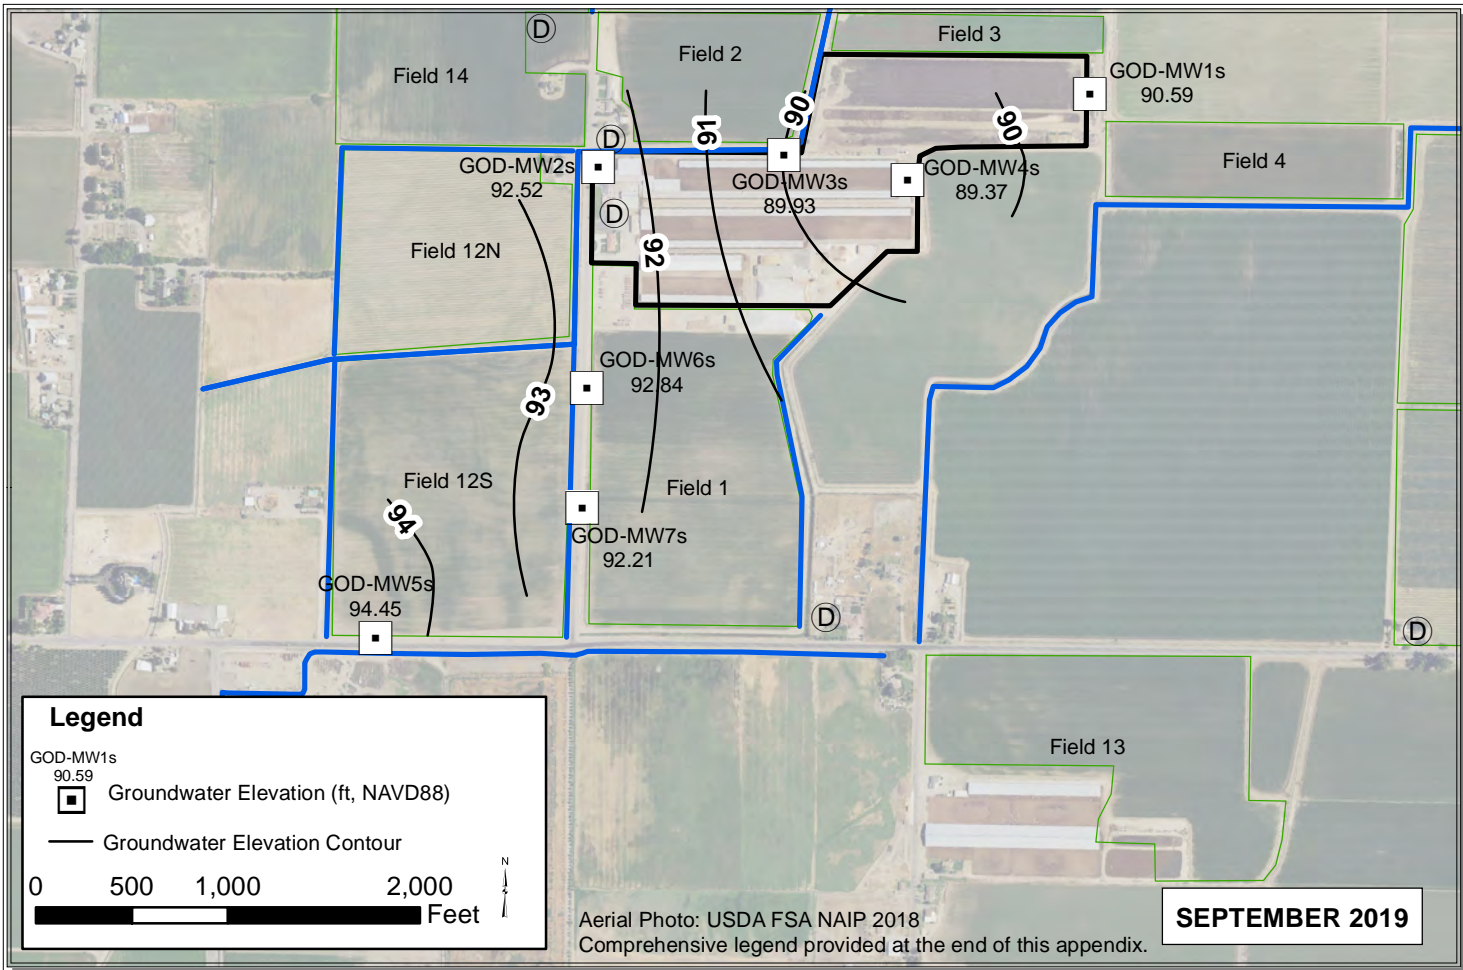 D
Field 2
Field 3
Field 14
GOD-MW1s
90.59
90
91
90
D
GOD-MW2s
92.52
GOD-MW3s
89.93
GOD-MW4s
89.37
Field 4
D
92
Field 12N
GOD-MW6s
92.84
93
Field 12S
Field 1
94
GOD-MW7s
92.21
GOD-MW5s
94.45
D
D
Field 13
Legend
GOD-MW1s
90.59
Groundwater Elevation (ft, NAVD88)
Groundwater Elevation Contour
N
0 500 1,000 2,000
Feet
Aerial Photo: USDA FSA NAIP 2018
Comprehensive legend provided at the end of this appendix.
SEPTEMBER 2019